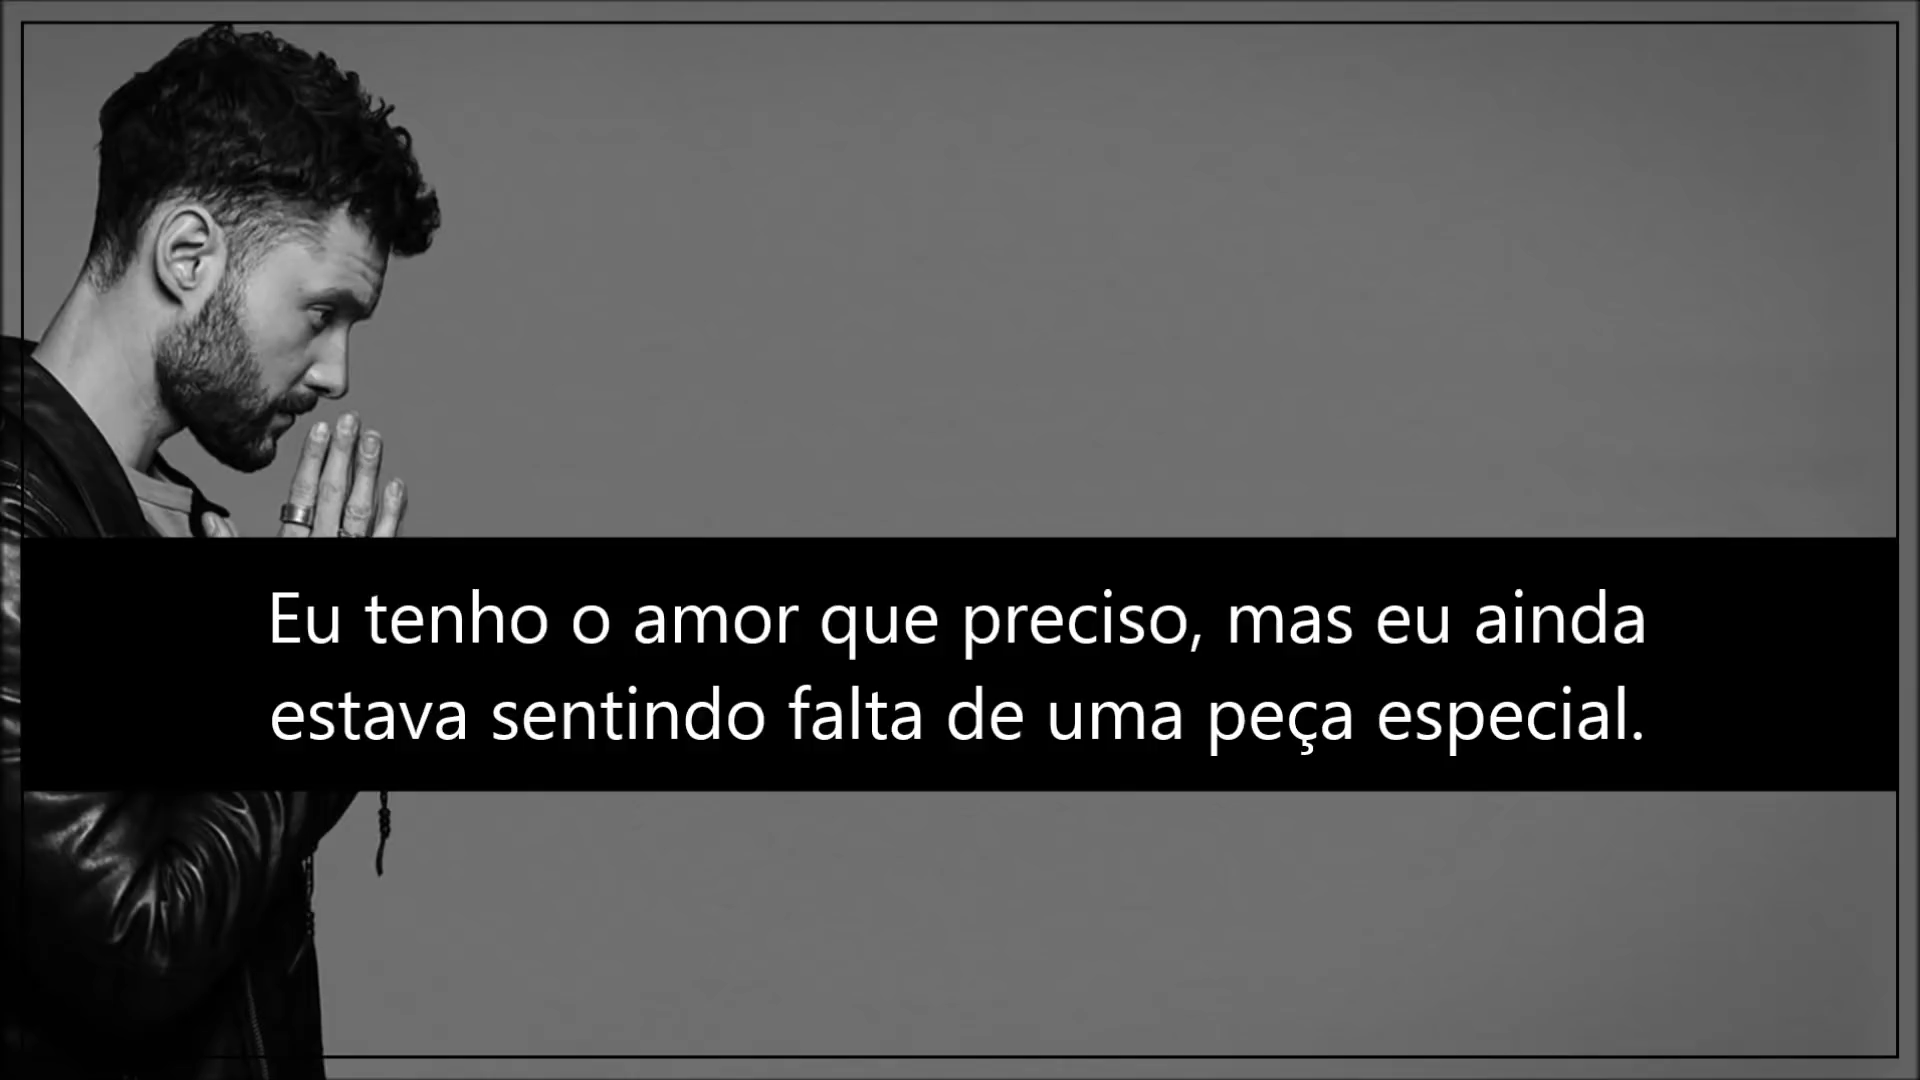 Eu tenho o amor que preciso, mas eu ainda
estava sentindo falta de uma peça especial.